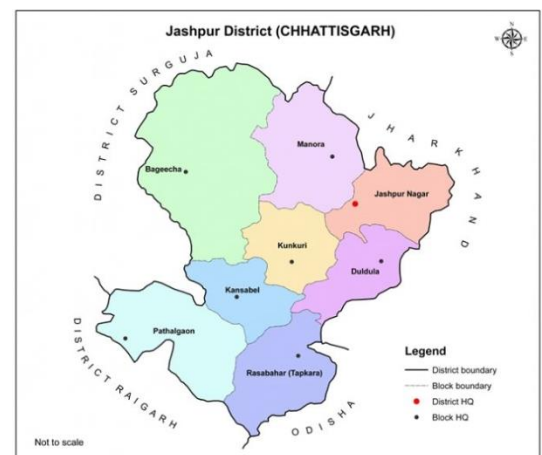 Jashpur District (CHHATTISGARH)
N
W E
S
DISTRICT SURGUJA
JHARKHAND
Manora
Bageecha
Jashpur Nagar
Kunkuri
Duldula
Kansabel
Pathalgaon
Rasabahar (Tapkara)
DISTRICT RAIGARH
ODISHA
Legend
District boundary
Block boundary
District HQ
Block HQ
Not to scale